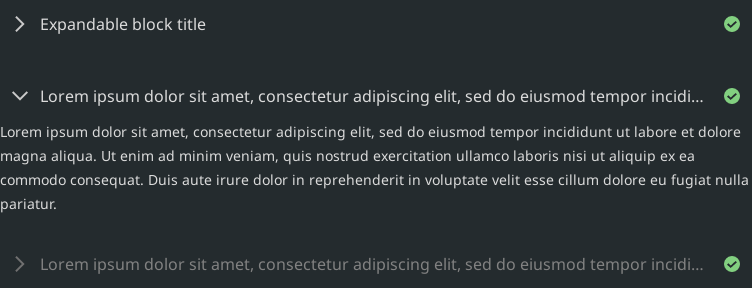 Expandable block title
Lorem ipsum dolor sit amet, consectetur adipiscing elit, sed do eiusmod tempor incidi...
Lorem ipsum dolor sit amet, consectetur adipiscing elit, sed do eiusmod tempor incididunt ut labore et dolore
magna aliqua. Ut enim ad minim veniam, quis nostrud exercitation ullamco laboris nisi ut aliquip ex ea
commodo consequat. Duis aute irure dolor in reprehenderit in voluptate velit esse cillum dolore eu fugiat nulla
pariatur.
Lorem ipsum dolor sit amet, consectetur adipiscing elit, sed do eiusmod tempor incidi...